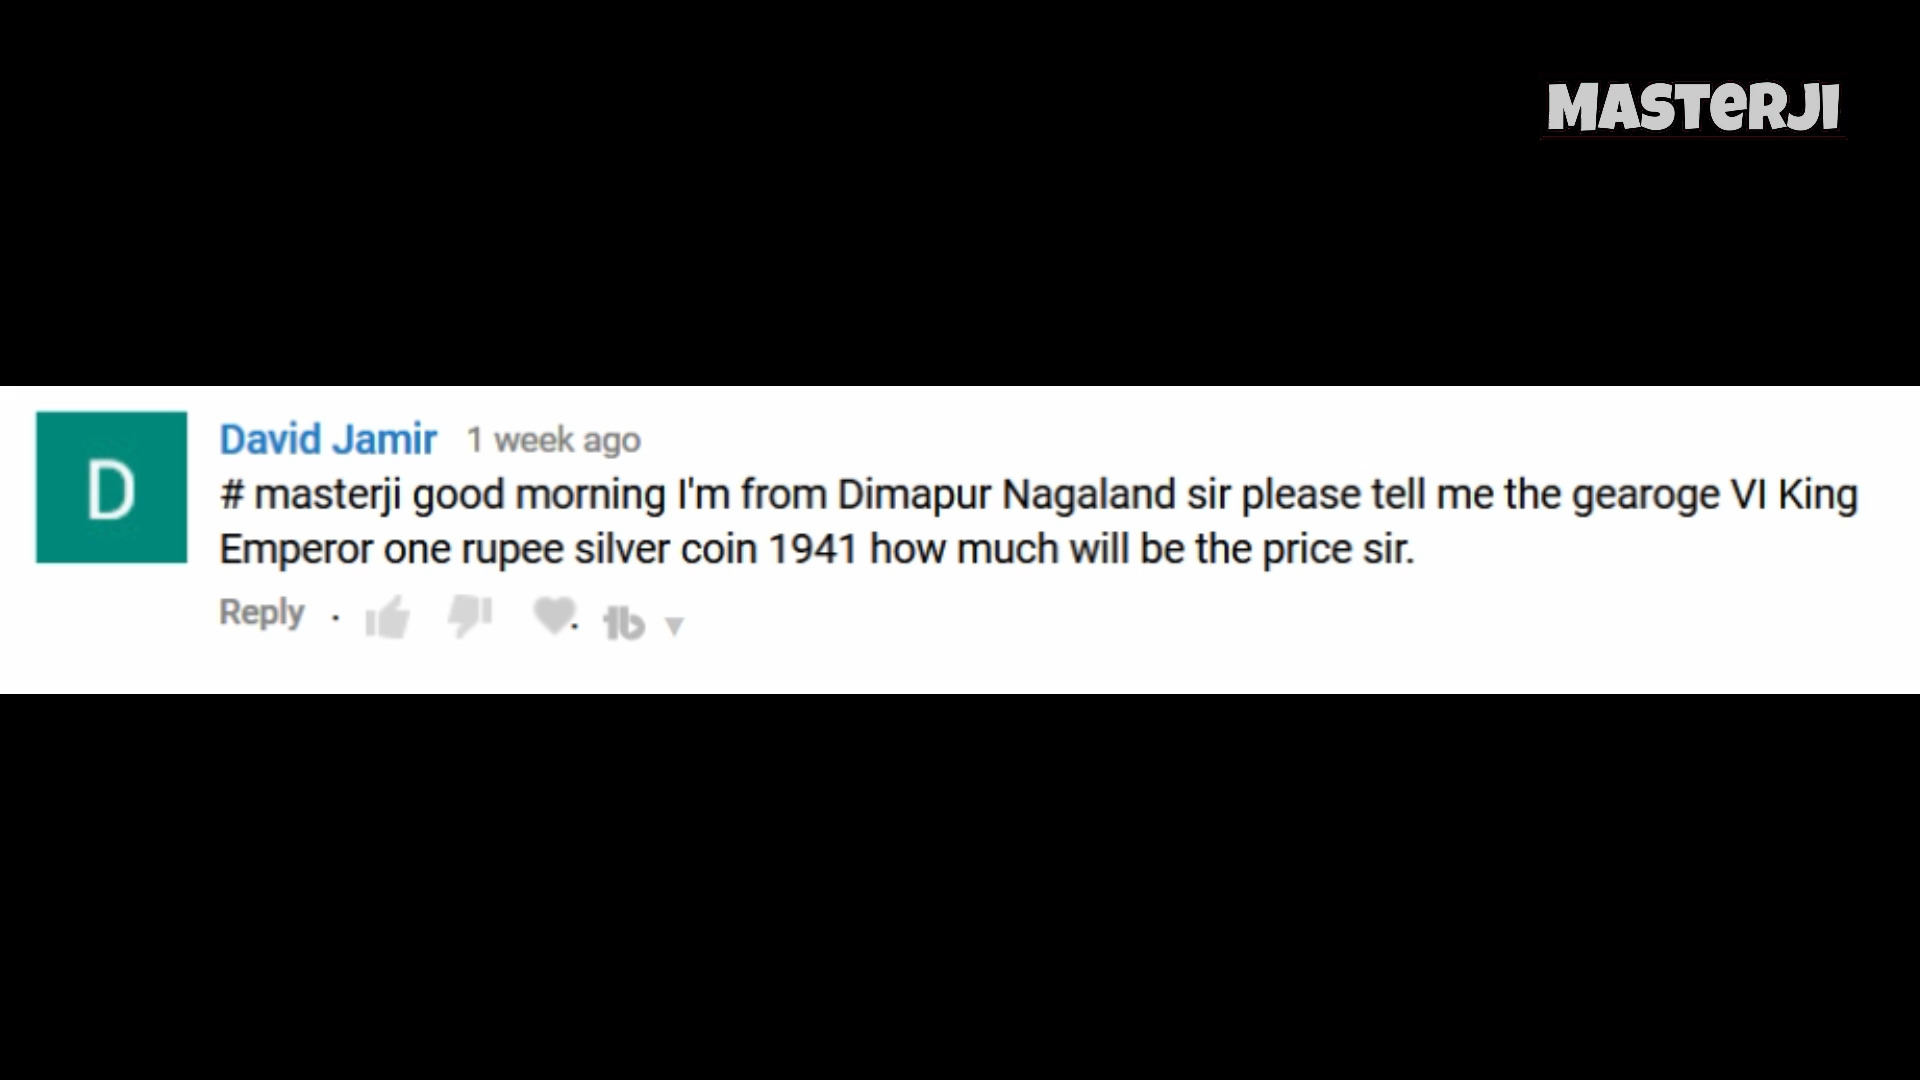 MASTERJI
D
David Jamir 1 week ago
# masterji good morning I'm from Dimapur Nagaland sir please tell me the gearoge VI King
Emperor one rupee silver coin 1941 how much will be the price sir.
Reply
tb